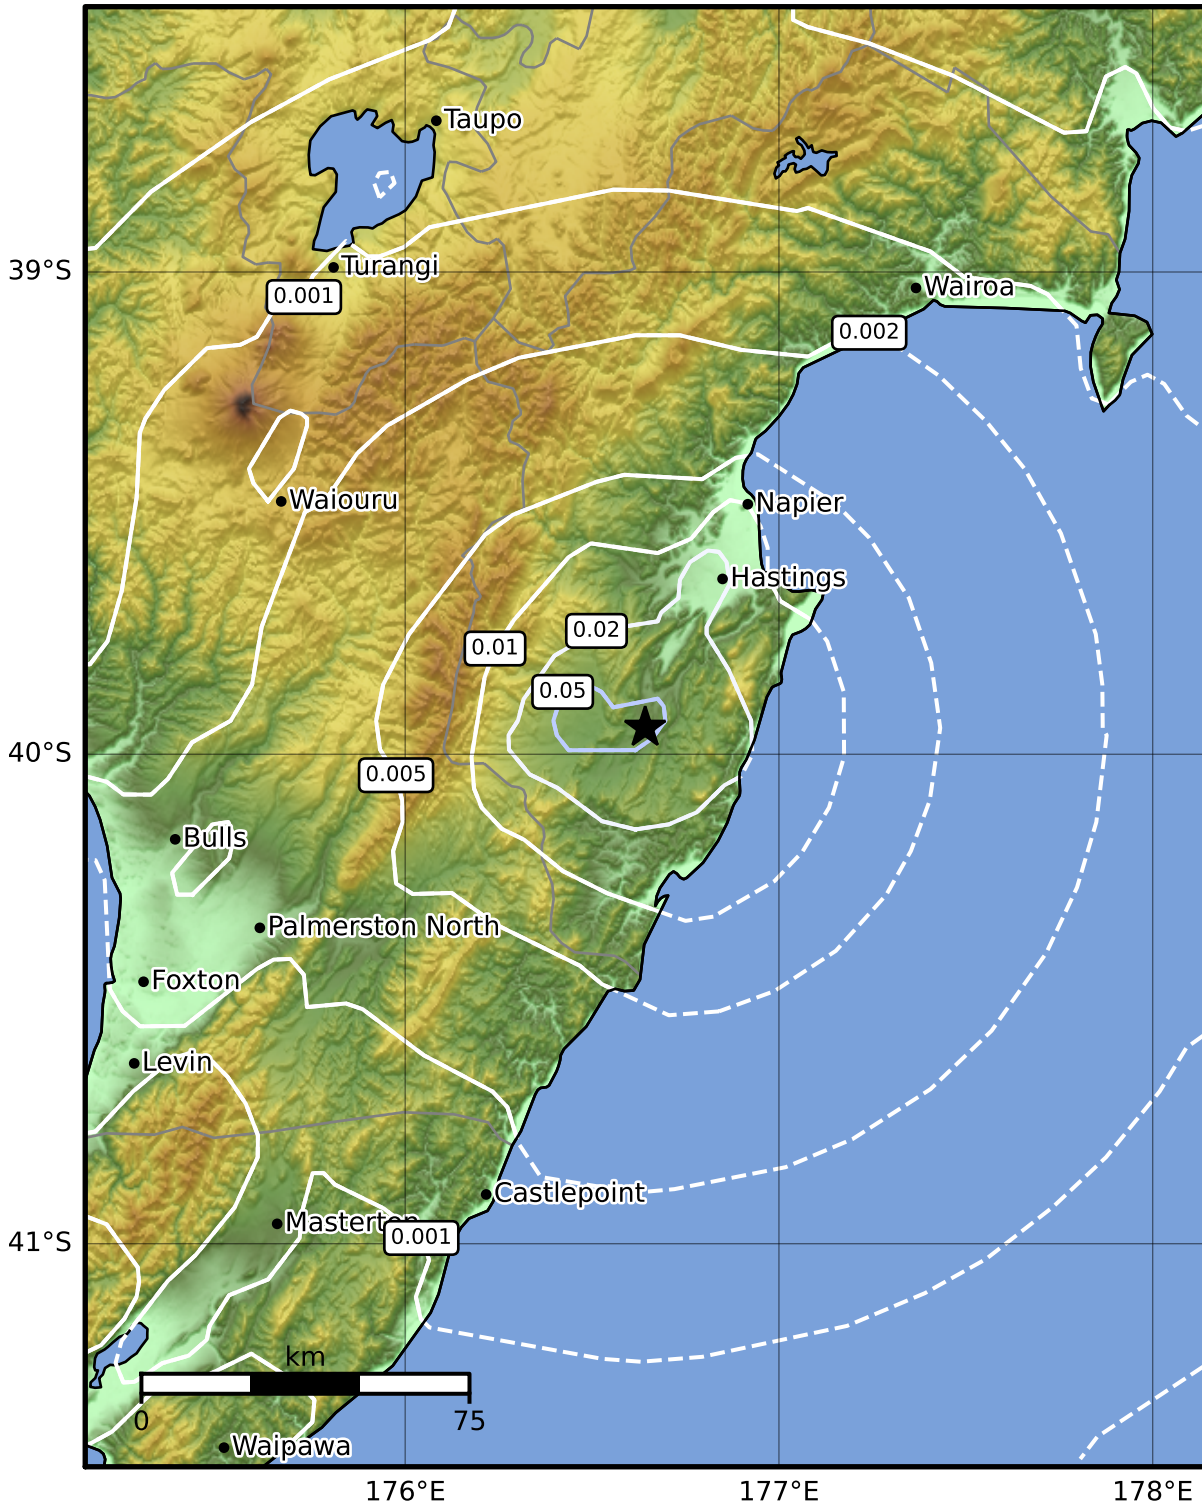 Taupo
Turangi
39°S
0.001
Wairoa
0.002
Waiouru
Napier
Hastings
0.02
0.01
0.05
40°S
0.005
Bulls
Palmerston North
Foxton
Levin
Castlepoint
Masterton
0.001
41°S
km
0
75
Waipawa
176°E
177°E
178°E